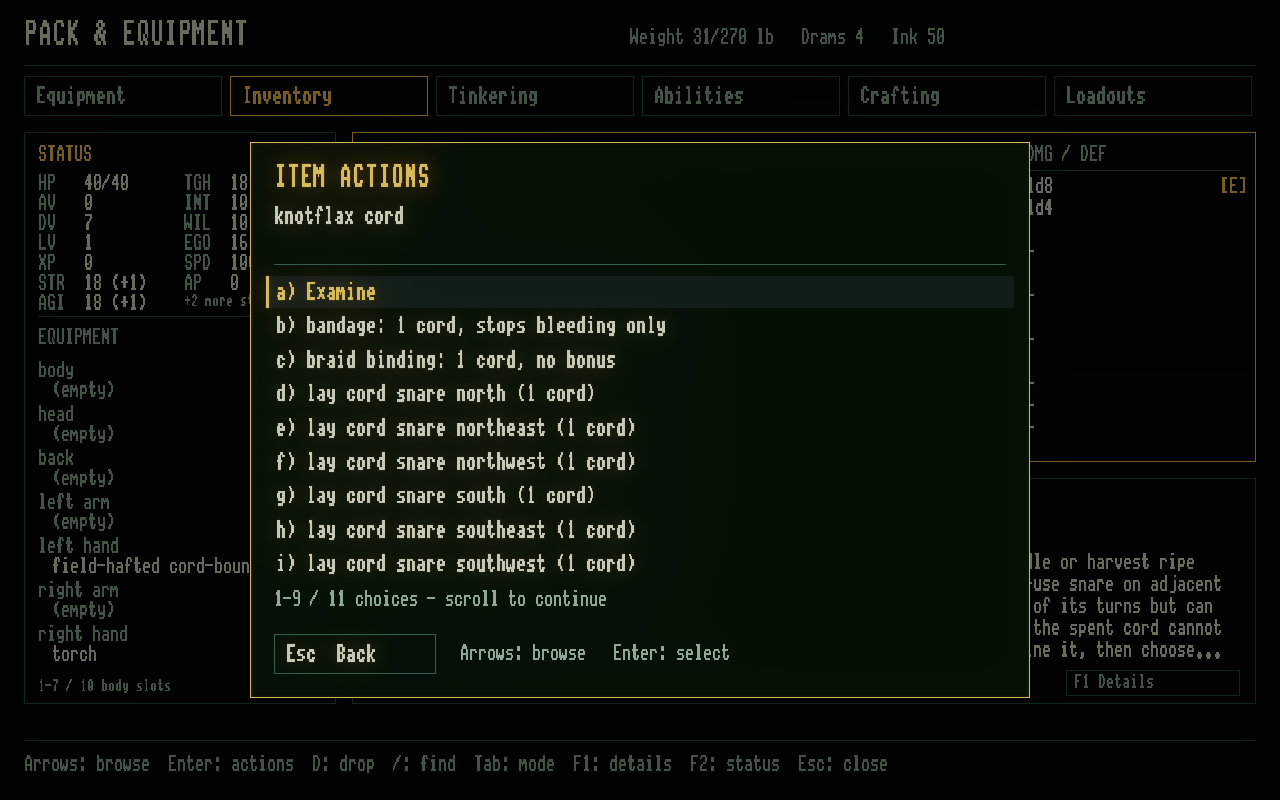 PACK & EQUIPMENT
Weight 31/270 lb Drams 4 Ink 50
Equipment Inventory Tinkering Abilities Crafting Loadouts
STATUS
HP 40/40 TGH 18
AV 0 INT 10
DV 7 WIL 10
LV 1 EGO 16
XP 0 SPD 10
STR 18 (+1) AP 0
AGI 18 (+1) +2 more
EQUIPMENT
body
(empty)
head
(empty)
back
(empty)
left arm
(empty)
left hand
field-hafted cord-boun
right arm
(empty)
right hand
torch
1-7 / 10 body slots
ITEM ACTIONS
knotflax cord
a) Examine
b) bandage: 1 cord, stops bleeding only
c) braid binding: 1 cord, no bonus
d) lay cord snare north (1 cord)
e) lay cord snare northeast (1 cord)
f) lay cord snare northwest (1 cord)
g) lay cord snare south (1 cord)
h) lay cord snare southeast (1 cord)
i) lay cord snare southwest (1 cord)
1-9 / 11 choices - scroll to continue
Esc Back Arrows: browse Enter: select
DMG / DEF
1d8 [E]
1d4
or harvest ripe
snare on adjacent
of its turns but can
the spent cord cannot
it, then choose...
F1 Details
Arrows: browse Enter: actions D: drop /: find Tab: mode F1: details F2: status Esc: close